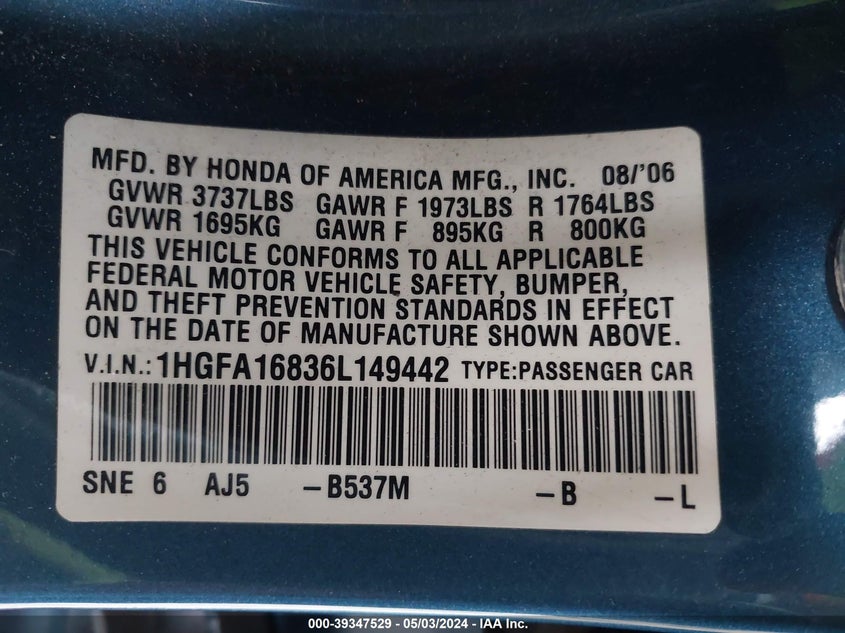 MFD. BY HONDA OF AMERICA MFG., INC. 08/'06
GVWR 3737LBS GAWR F 1973LBS R 1764LBS
GVWR 1695KG GAWR F 895KG R 800KG
THIS VEHICLE CONFORMS TO ALL APPLICABLE
FEDERAL MOTOR VEHICLE SAFETY, BUMPER,
AND THEFT PREVENTION STANDARDS IN EFFECT
ON THE DATE OF MANUFACTURE SHOWN ABOVE.
V.I.N.: 1HGFA16836L149442 TYPE:PASSENGER CAR
SNE 6 AJ5 -B537M -B -L
000-39347529 - 05/03/2024 - IAA Inc.